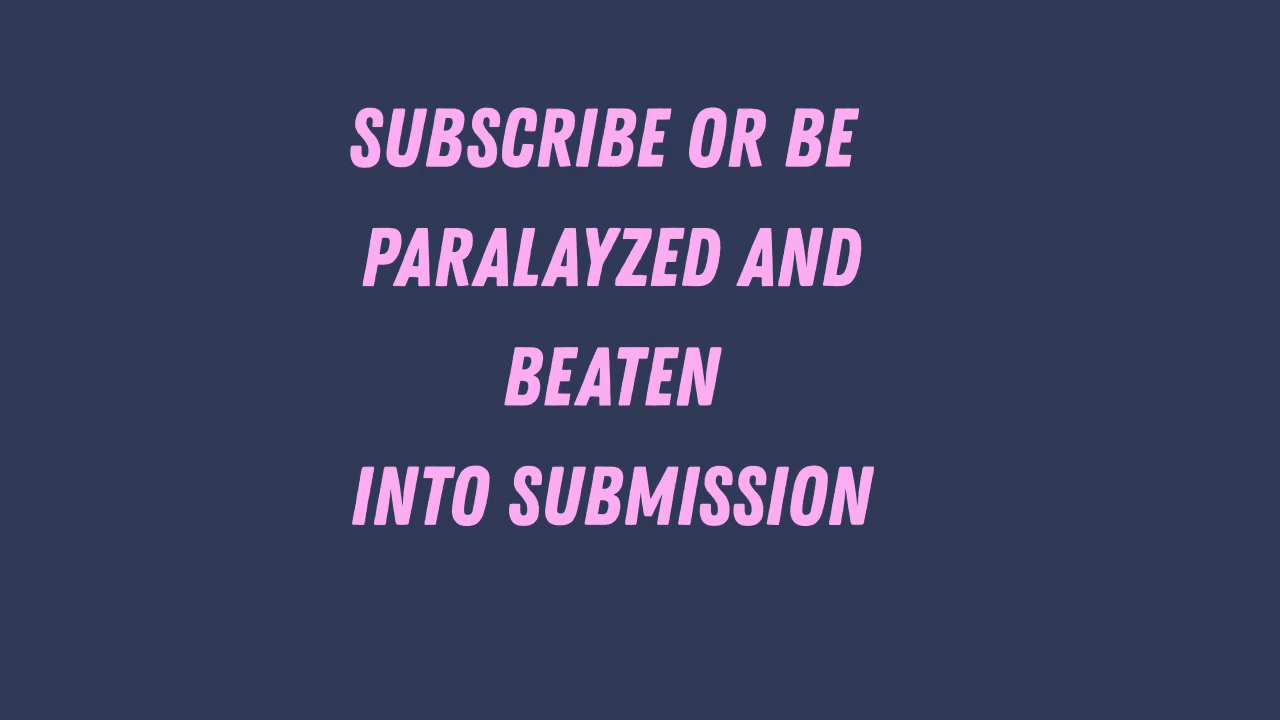 SUBSCRIBE OR BE
PARALAYZED AND
BEATEN
INTO SUBMISSION